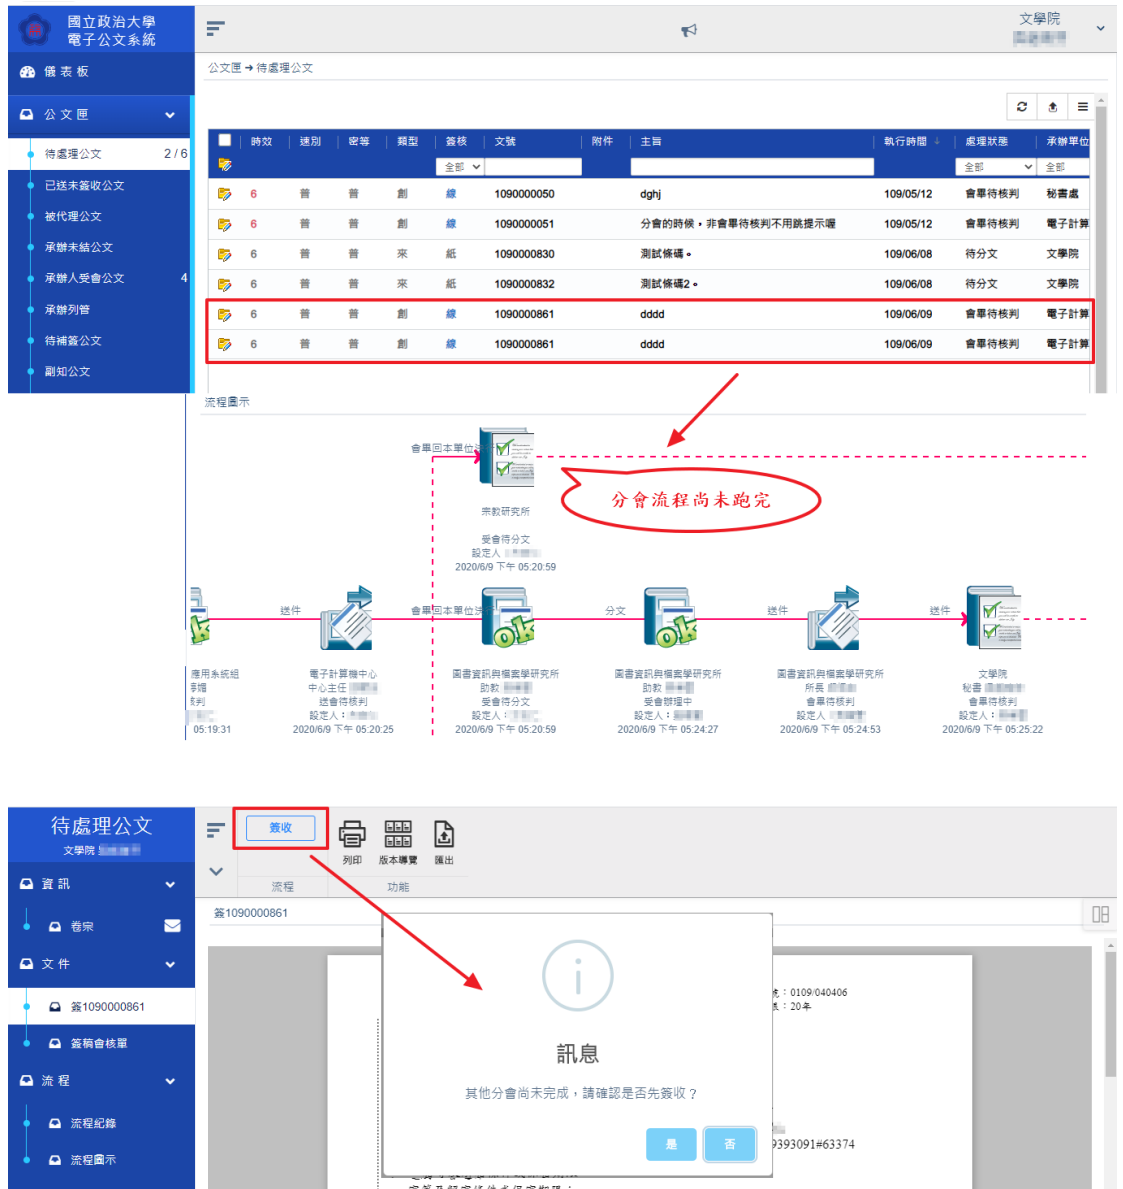 國立政治大學
電子公文系統
文學院
儀表板
公文匣
待處理公文 2 / 6
已送未簽收公文
被代理公文
承辦未結公文
承辦人受會公文 4
承辦列管
待補簽公文
副知公文
公文匣 ➔ 待處理公文
時效 速別 密等 類型 簽核 文號 附件 主旨 執行時間 處理狀態 承辦單位
全部 全部 全部
6 普 普 創 線 1090000050 dghj 109/05/12 會畢待核判 秘書處
6 普 普 創 線 1090000051 分會的時候，非會畢待核判不用跳提示喔 109/05/12 會畢待核判 電子計算
6 普 普 來 紙 1090000830 測試條碼。 109/06/08 待分文 文學院
6 普 普 來 紙 1090000832 測試條碼2。 109/06/08 待分文 文學院
6 普 普 創 線 1090000861 dddd 109/06/09 會畢待核判 電子計算
6 普 普 創 線 1090000861 dddd 109/06/09 會畢待核判 電子計算
流程圖示
會畢回本單位決行
分會流程尚未跑完
宗教研究所
受會待分文
設定人
2020/6/9 下午 05:20:59
送件 會畢回本單位決行 分文 送件 送件
應用系統組 電子計算機中心 圖書資訊與檔案學研究所 圖書資訊與檔案學研究所 圖書資訊與檔案學研究所 文學院
中心主任 助教 助教 所長 秘書
核判 送會待核判 受會待分文 受會辦理中 會畢待核判 會畢待核判
設定人： 設定人： 設定人： 設定人 設定人：
05:19:31 2020/6/9 下午 05:20:25 2020/6/9 下午 05:20:59 2020/6/9 下午 05:24:27 2020/6/9 下午 05:24:53 2020/6/9 下午 05:25:22
待處理公文
文學院
資訊
卷宗
文件
簽1090000861
簽稿會核單
流程
流程紀錄
流程圖示
簽收
列印 版本導覽 匯出
流程 功能
簽1090000861
：0109/040406
：20年
訊息
其他分會尚未完成，請確認是否先簽收？
是 否
9393091#63374